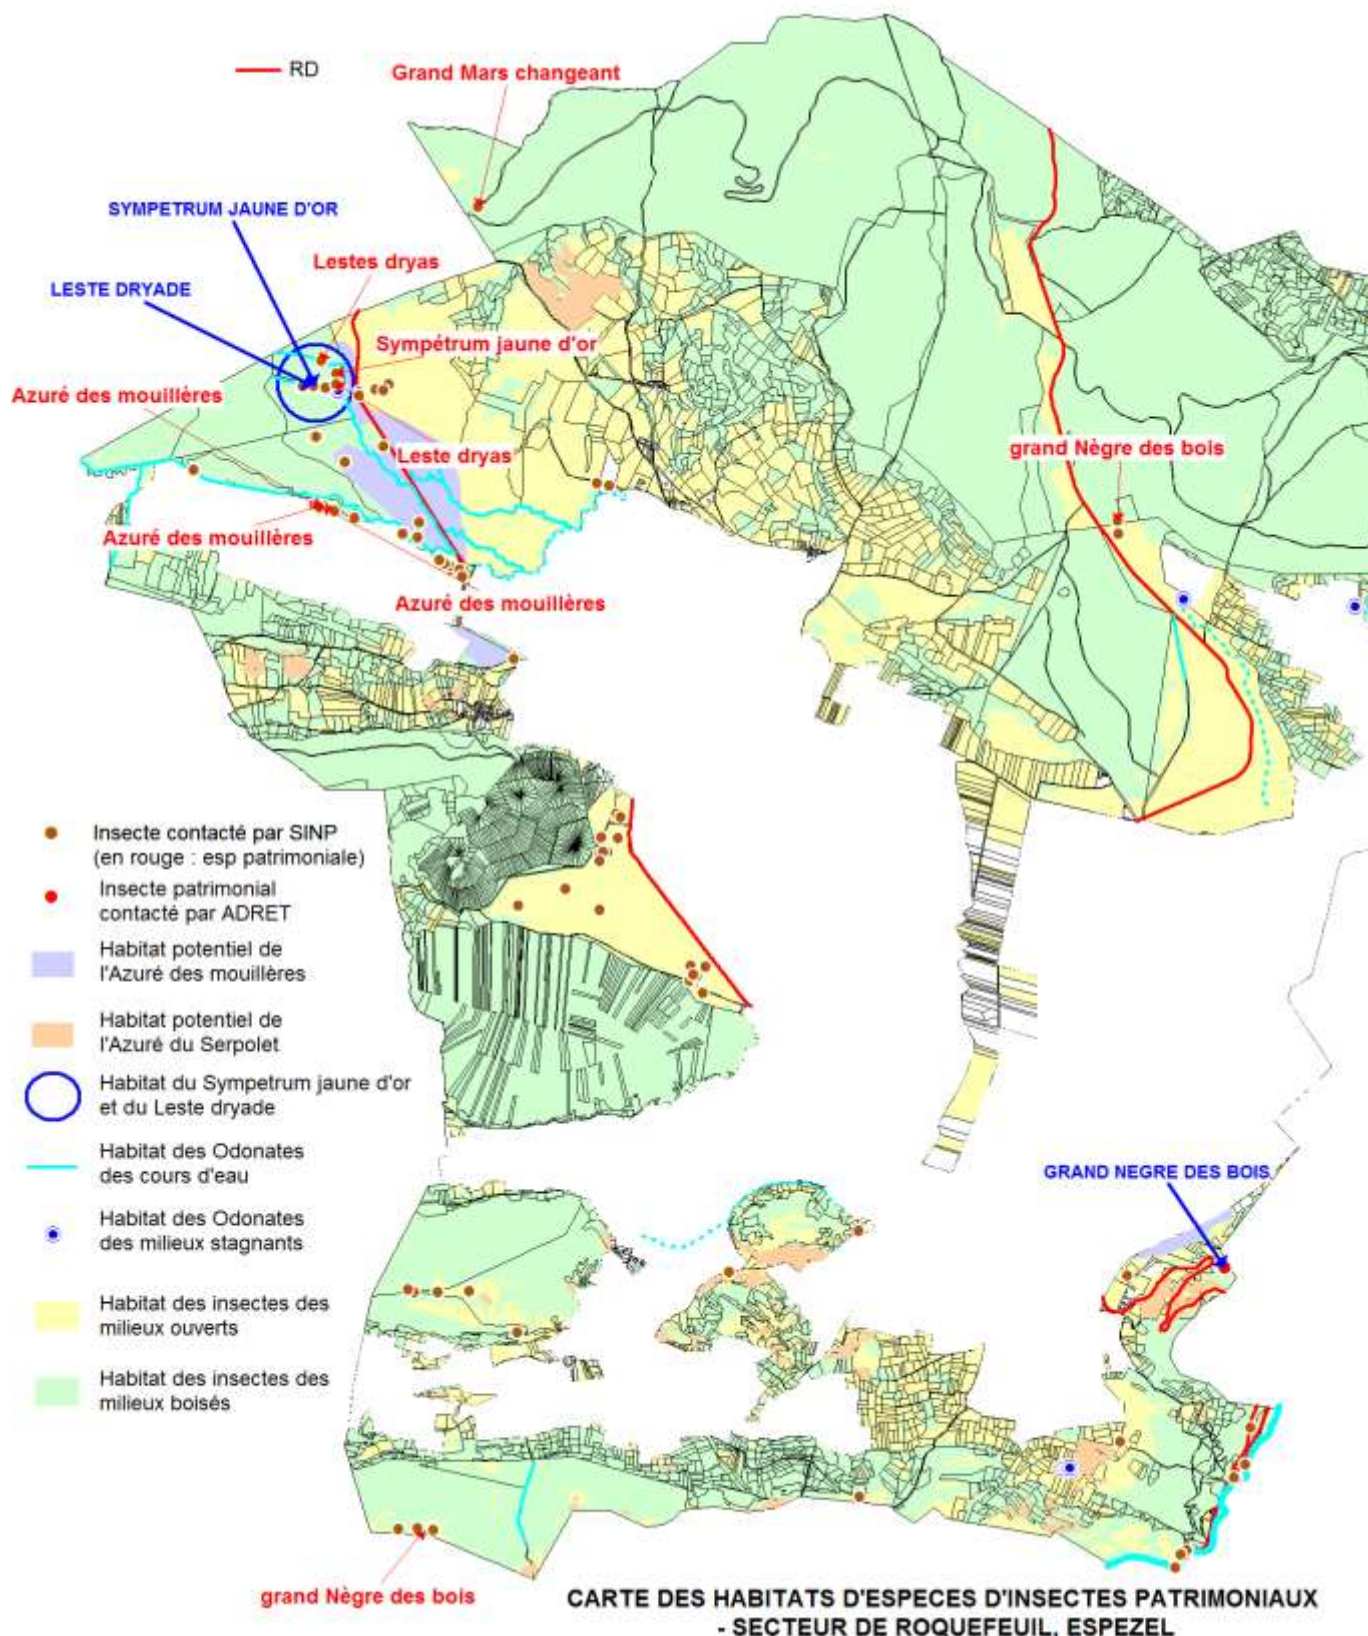 RD
Grand Mars changeant
SYMPETRUM JAUNE D'OR
Lestes dryas
LESTE DRYADE
Sympétrum jaune d'or
Azuré des mouillères
Leste dryas
grand Nègre des bois
Azuré des mouillères
Azuré des mouillères
Insecte contacté par SINP
(en rouge : esp patrimoniale)
Insecte patrimonial
contacté par ADRET
Habitat potentiel de
l'Azuré des mouillères
Habitat potentiel de
l'Azuré du Serpolet
Habitat du Sympetrum jaune d'or
et du Leste dryade
Habitat des Odonates
des cours d'eau
Habitat des Odonates
des milieux stagnants
Habitat des insectes des
milieux ouverts
Habitat des insectes des
milieux boisés
GRAND NEGRE DES BOIS
grand Nègre des bois
CARTE DES HABITATS D'ESPECES D'INSECTES PATRIMONIAUX
- SECTEUR DE ROQUEFEUIL, ESPEZEL